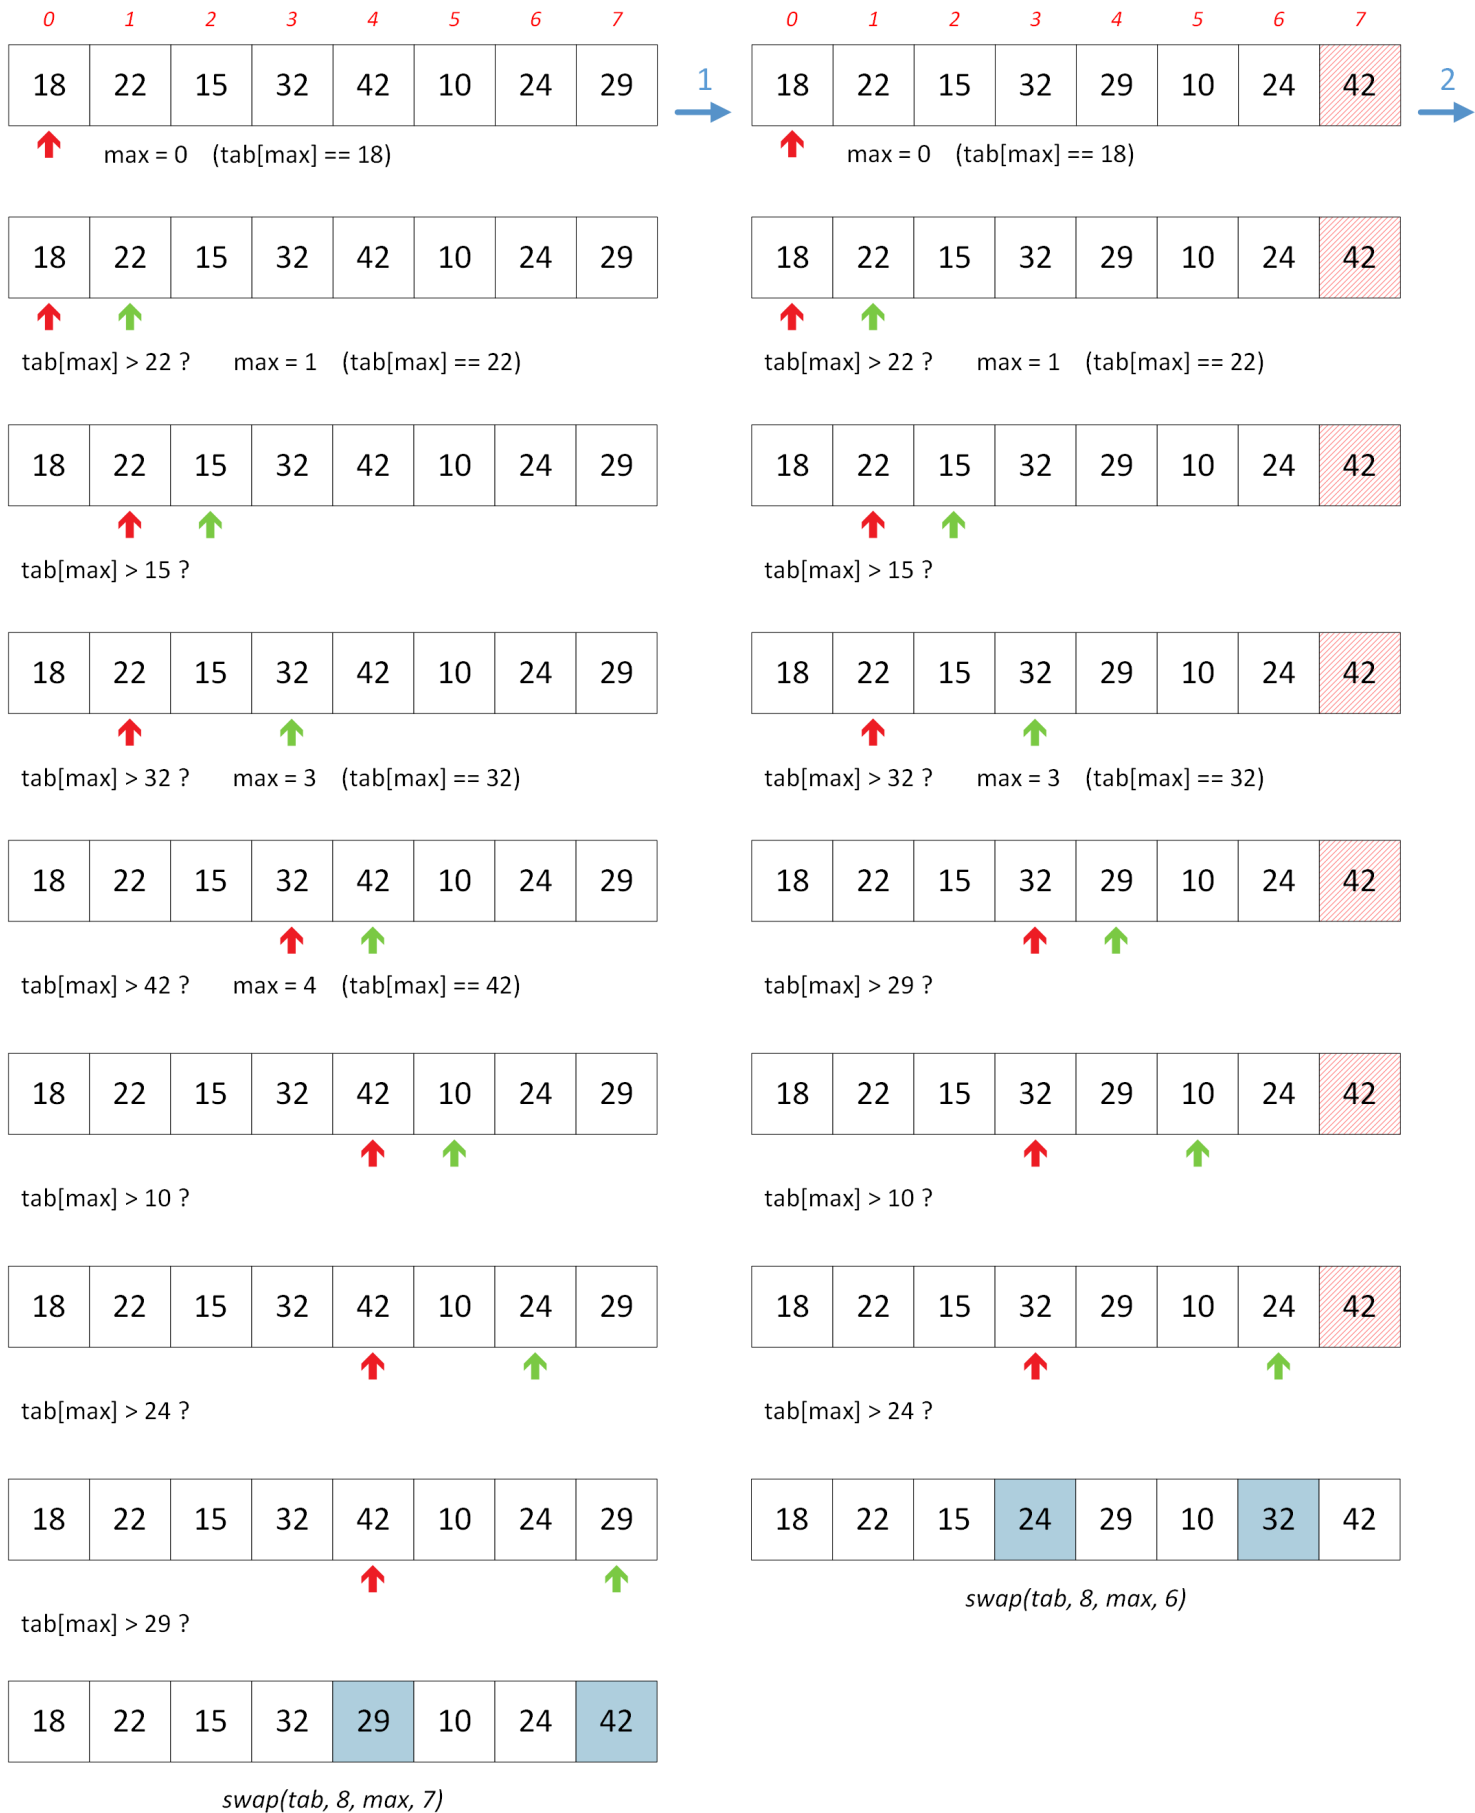 0 1 2 3 4 5 6 7
18 22 15 32 42 10 24 29
max = 0 (tab[max] == 18)
18 22 15 32 42 10 24 29
tab[max] > 22 ? max = 1 (tab[max] == 22)
18 22 15 32 42 10 24 29
tab[max] > 15 ?
18 22 15 32 42 10 24 29
tab[max] > 32 ? max = 3 (tab[max] == 32)
18 22 15 32 42 10 24 29
tab[max] > 42 ? max = 4 (tab[max] == 42)
18 22 15 32 42 10 24 29
tab[max] > 10 ?
18 22 15 32 42 10 24 29
tab[max] > 24 ?
18 22 15 32 42 10 24 29
tab[max] > 29 ?
18 22 15 32 29 10 24 42
swap(tab, 8, max, 7)
1
0 1 2 3 4 5 6 7
18 22 15 32 29 10 24 42
max = 0 (tab[max] == 18)
18 22 15 32 29 10 24 42
tab[max] > 22 ? max = 1 (tab[max] == 22)
18 22 15 32 29 10 24 42
tab[max] > 15 ?
18 22 15 32 29 10 24 42
tab[max] > 32 ? max = 3 (tab[max] == 32)
18 22 15 32 29 10 24 42
tab[max] > 29 ?
18 22 15 32 29 10 24 42
tab[max] > 10 ?
18 22 15 32 29 10 24 42
tab[max] > 24 ?
18 22 15 24 29 10 32 42
swap(tab, 8, max, 6)
2